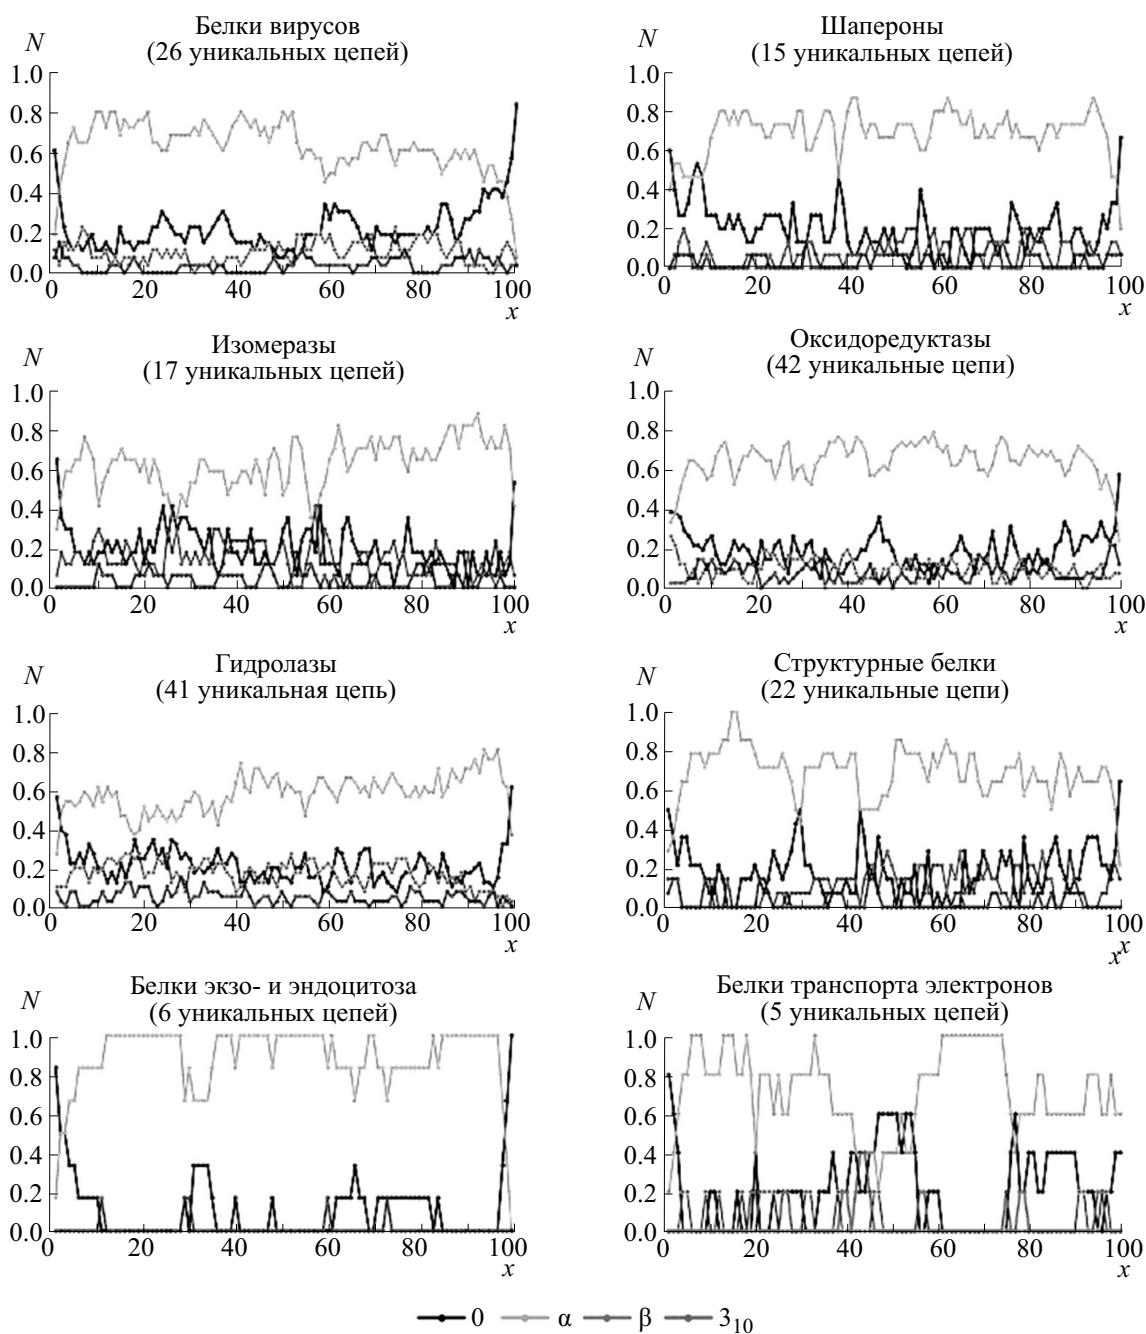 Белки вирусов
(26 уникальных цепей)
N
1.0
0.8
0.6
0.4
0.2
0.0
0 20 40 60 80 100
x
Шапероны
(15 уникальных цепей)
N
1.0
0.8
0.6
0.4
0.2
0.0
0 20 40 60 80 100
x
Изомеразы
(17 уникальных цепей)
N
1.0
0.8
0.6
0.4
0.2
0.0
0 20 40 60 80 100
x
Оксидоредуктазы
(42 уникальные цепи)
N
1.0
0.8
0.6
0.4
0.2
0.0
0 20 40 60 80 100
x
Гидролазы
(41 уникальная цепь)
N
1.0
0.8
0.6
0.4
0.2
0.0
0 20 40 60 80 100
x
Структурные белки
(22 уникальные цепи)
N
1.0
0.8
0.6
0.4
0.2
0.0
0 20 40 60 80 100
x
x
Белки экзо- и эндоцитоза
(6 уникальных цепей)
N
1.0
0.8
0.6
0.4
0.2
0.0
0 20 40 60 80 100
x
Белки транспорта электронов
(5 уникальных цепей)
N
1.0
0.8
0.6
0.4
0.2
0.0
0 20 40 60 80 100
x
0 α β 3₁₀